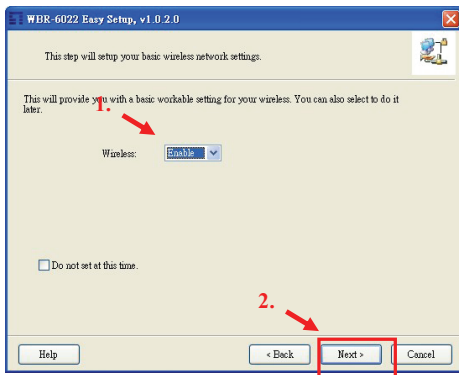 WBR-6022 Easy Setup, v1.0.2.0
This step will setup your basic wireless network settings.
This will provide you with a basic workable setting for your wireless. You can also select to do it
later.
1.
Wireless: Enable
Do not set at this time.
2.
Help < Back Next > Cancel